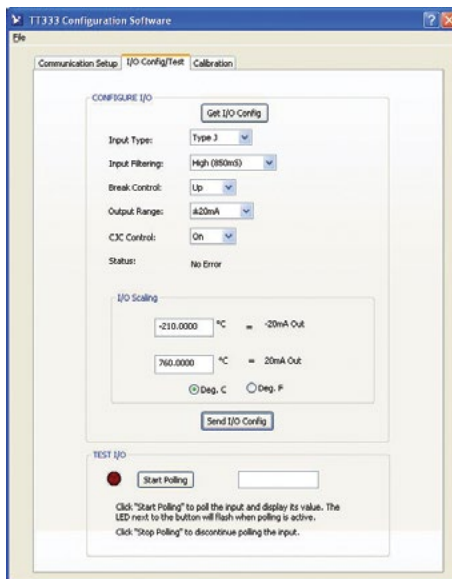 TT333 Configuration Software
File
Communication Setup I/O Config/Test Calibration
CONFIGURE I/O
Get I/O Config
Input Type: Type J
Input Filtering: High (850mS)
Break Control: Up
Output Range: ±20mA
CJC Control: On
Status: No Error
I/O Scaling
-210.0000 °C = -20mA Out
760.0000 °C = 20mA Out
Deg. C Deg. F
Send I/O Config
TEST I/O
Start Polling
Click "Start Polling" to poll the input and display its value. The
LED next to the button will flash when polling is active.
Click "Stop Polling" to discontinue polling the input.